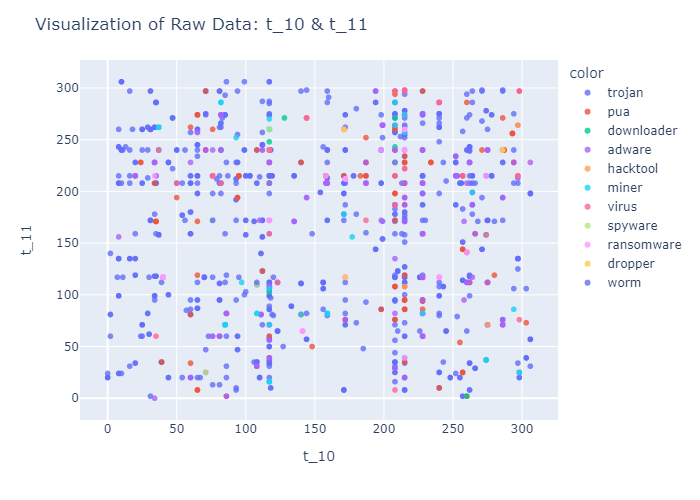 Visualization of Raw Data: t_10 & t_11
color
trojan
pua
downloader
adware
hacktool
miner
virus
spyware
ransomware
dropper
worm
300
250
200
150
100
50
0
t_11
0 50 100 150 200 250 300
t_10